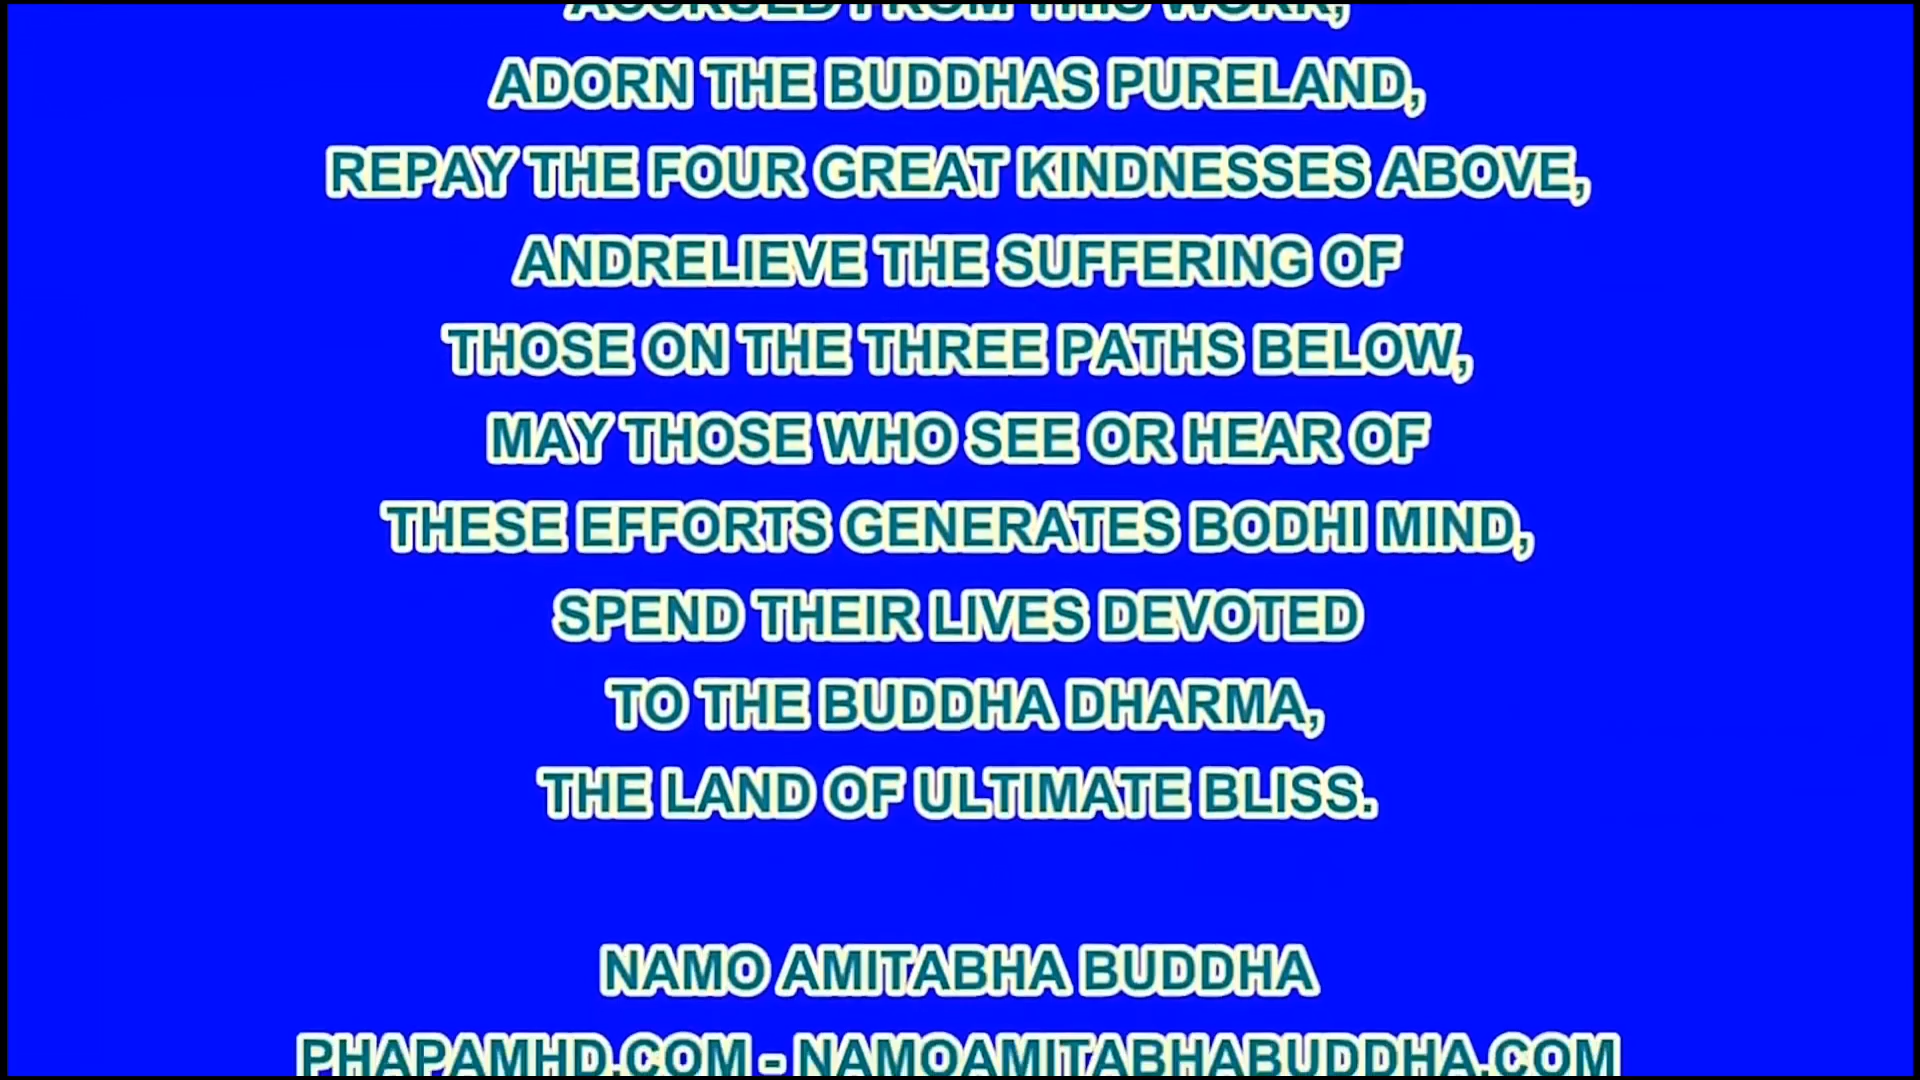 ACCRUED FROM THIS WORK,
ADORN THE BUDDHAS PURELAND,
REPAY THE FOUR GREAT KINDNESSES ABOVE,
ANDRELIEVE THE SUFFERING OF
THOSE ON THE THREE PATHS BELOW,
MAY THOSE WHO SEE OR HEAR OF
THESE EFFORTS GENERATES BODHI MIND,
SPEND THEIR LIVES DEVOTED
TO THE BUDDHA DHARMA,
THE LAND OF ULTIMATE BLISS.
NAMO AMITABHA BUDDHA
PHAPAMHD.COM - NAMOAMITABHABUDDHA.COM